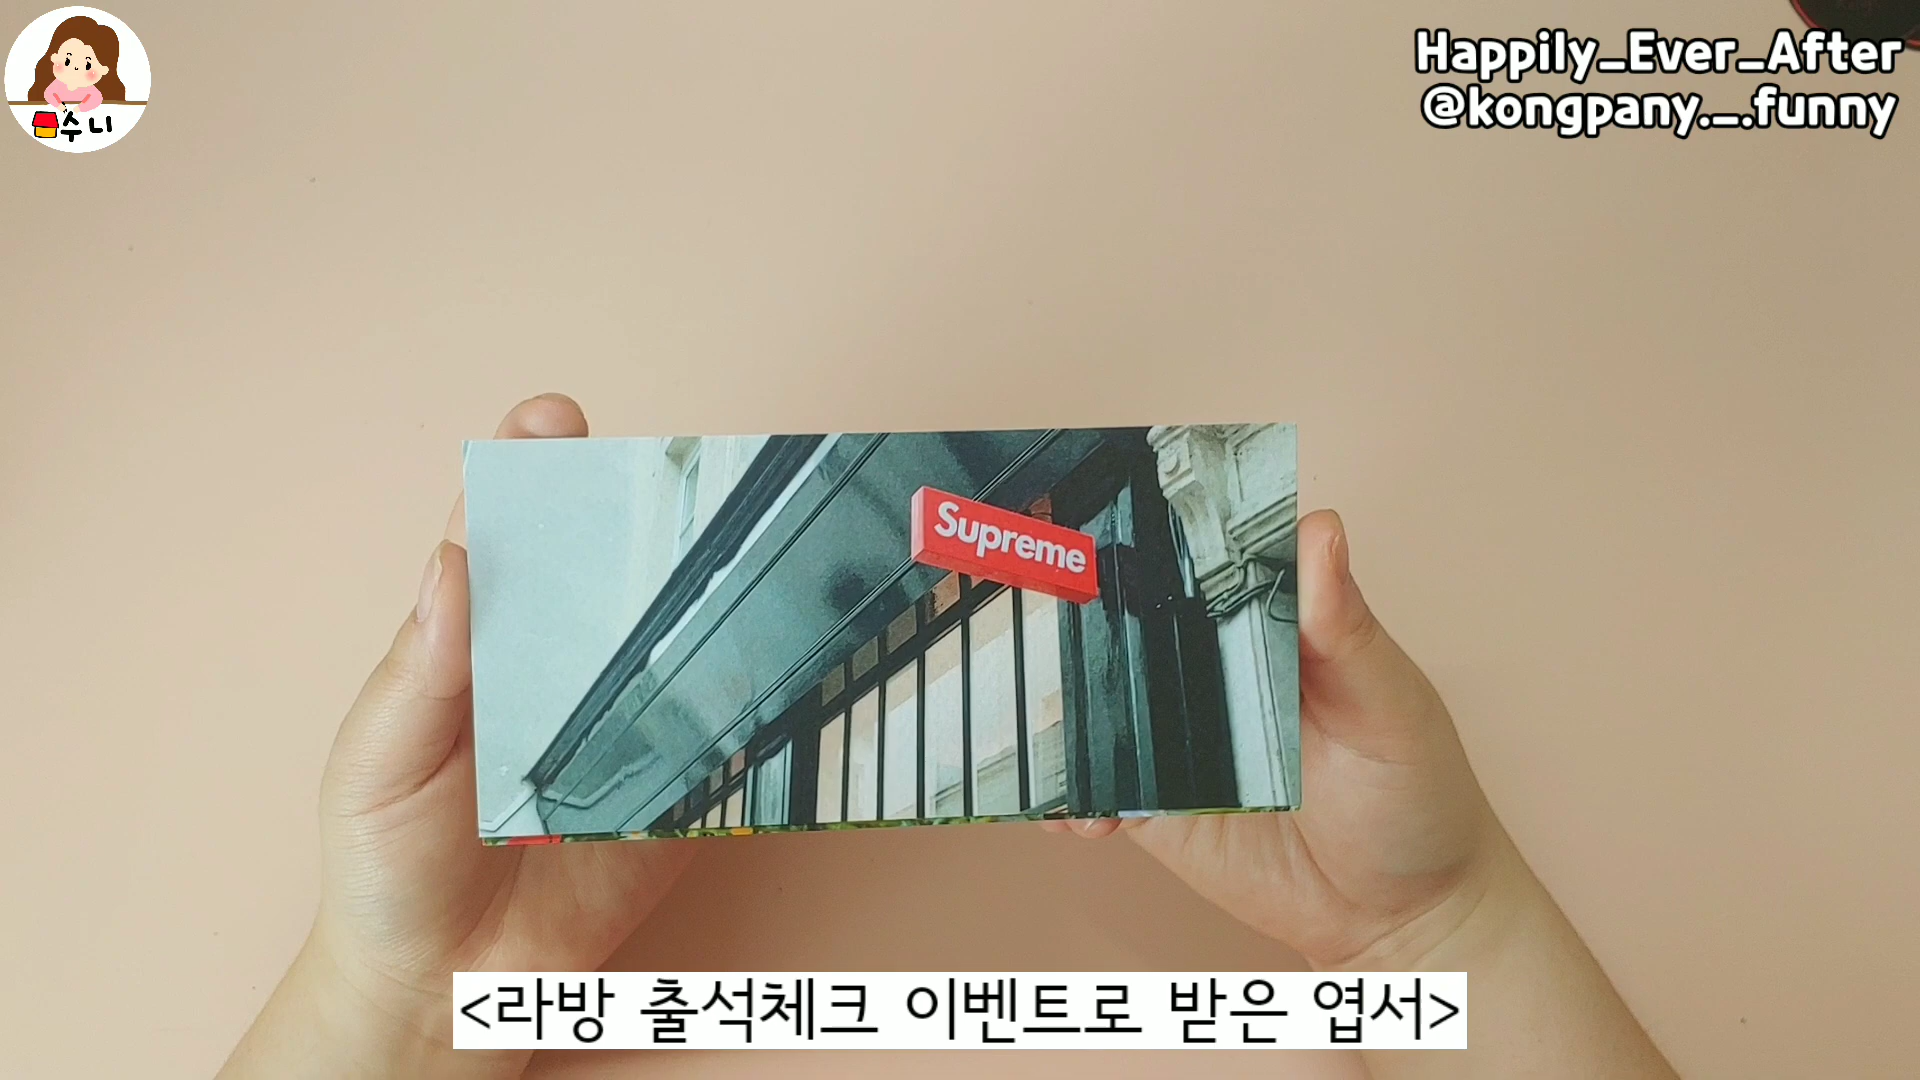 수니
Happily_Ever_After
@kongpany._.funny
Supreme
<라방 출석체크 이벤트로 받은 엽서>